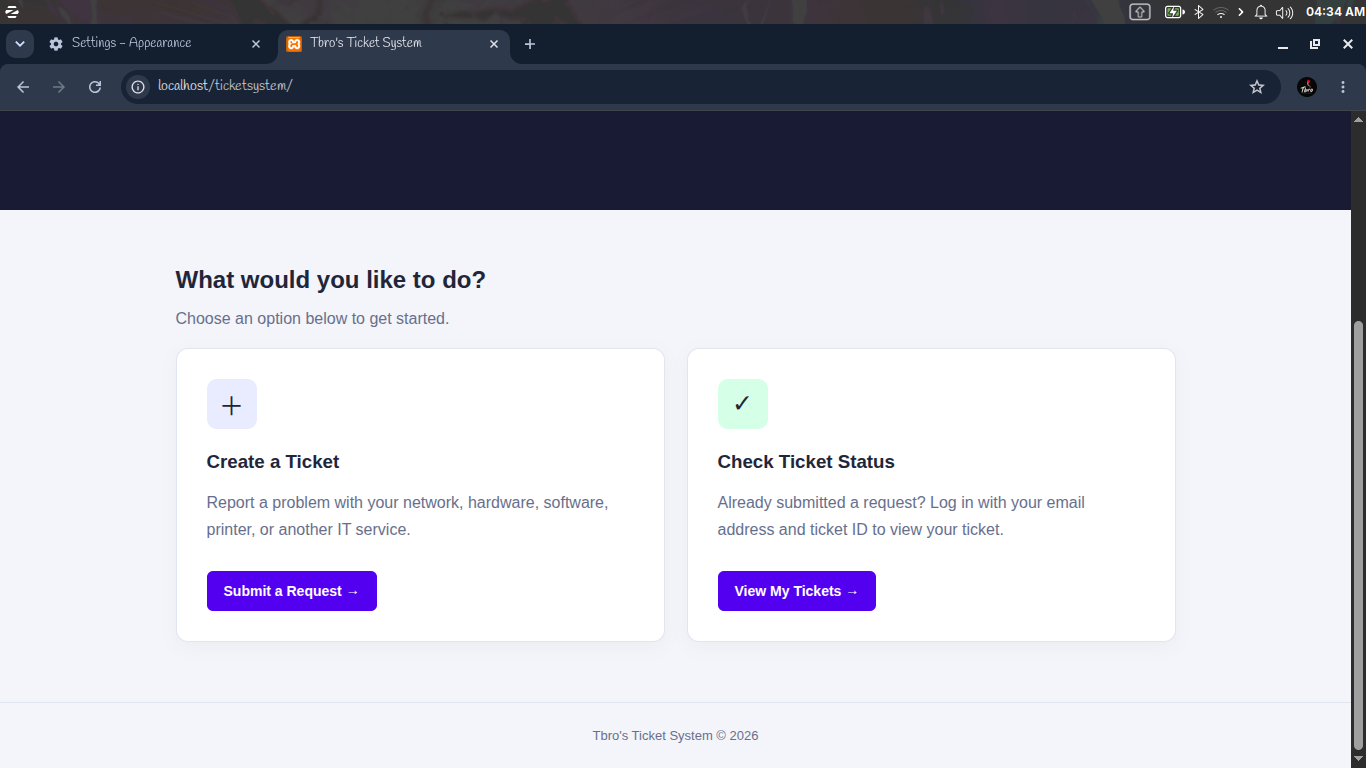 04:34 AM
Settings - Appearance
Tbro's Ticket System
localhost/ticketsystem/
Tbro
What would you like to do?
Choose an option below to get started.
Create a Ticket
Report a problem with your network, hardware, software,
printer, or another IT service.
Submit a Request →
Check Ticket Status
Already submitted a request? Log in with your email
address and ticket ID to view your ticket.
View My Tickets →
Tbro's Ticket System © 2026